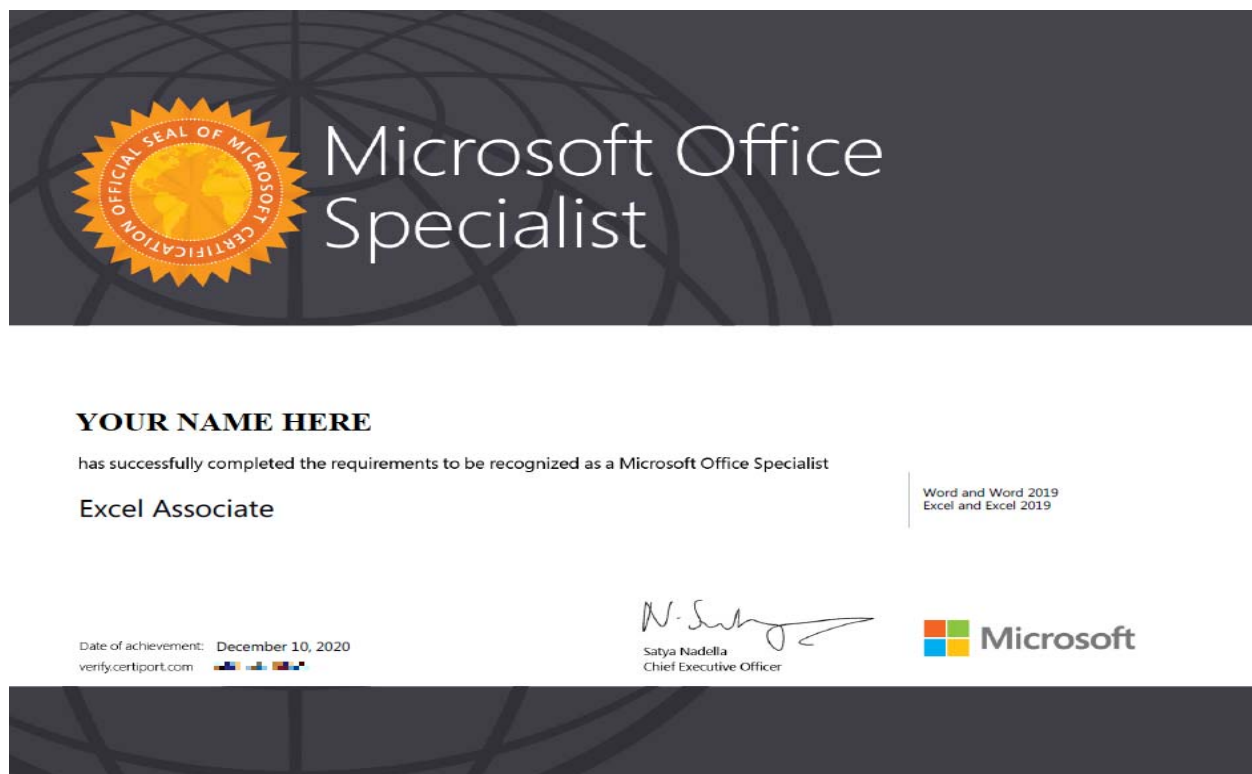 OFFICIAL SEAL OF MICROSOFT CERTIFICATION
Microsoft Office
Specialist
YOUR NAME HERE
has successfully completed the requirements to be recognized as a Microsoft Office Specialist
Excel Associate
Word and Word 2019
Excel and Excel 2019
Date of achievement: December 10, 2020
verify.certiport.com
N. Satya
Satya Nadella
Chief Executive Officer
Microsoft